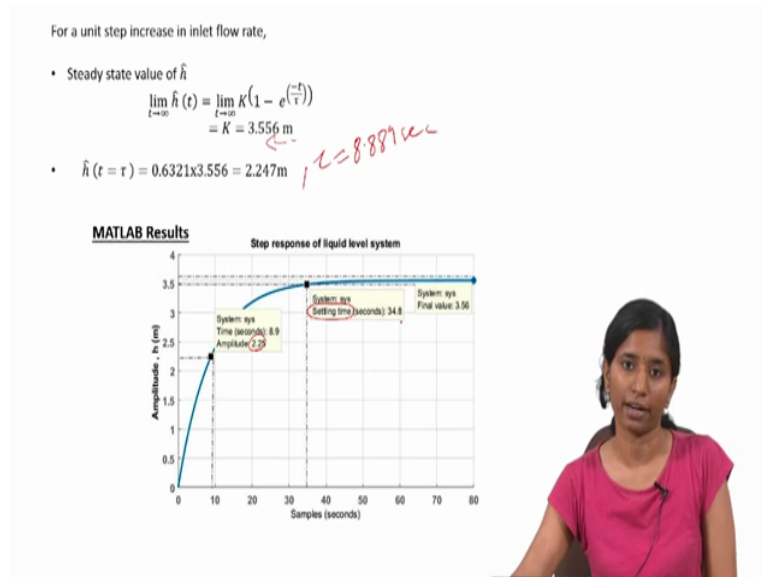 For a unit step increase in inlet flow rate,
• Steady state value of ĥ
lim t→∞ ĥ (t) = lim t→∞ K(1 − e^(−t/τ))
= K = 3.556 m
• ĥ (t = τ) = 0.6321x3.556 = 2.247m , τ = 8.889 sec
MATLAB Results
Step response of liquid level system
Amplitude , h (m)
4
3.5
3
2.5
2
1.5
1
0.5
0
System: sys
Time (seconds): 8.9
Amplitude: 2.25
System: sys
Settling time (seconds): 34.8
System: sys
Final value: 3.56
0 10 20 30 40 50 60 70 80
Samples (seconds)